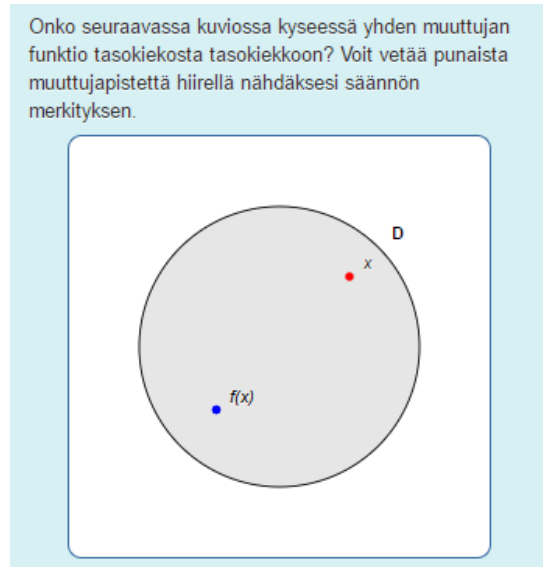 Onko seuraavassa kuviossa kyseessä yhden muuttujan
funktio tasokiekosta tasokiekkoon? Voit vetää punaista
muuttujapistettä hiirellä nähdäksesi säännön
merkityksen.
D
x
f(x)